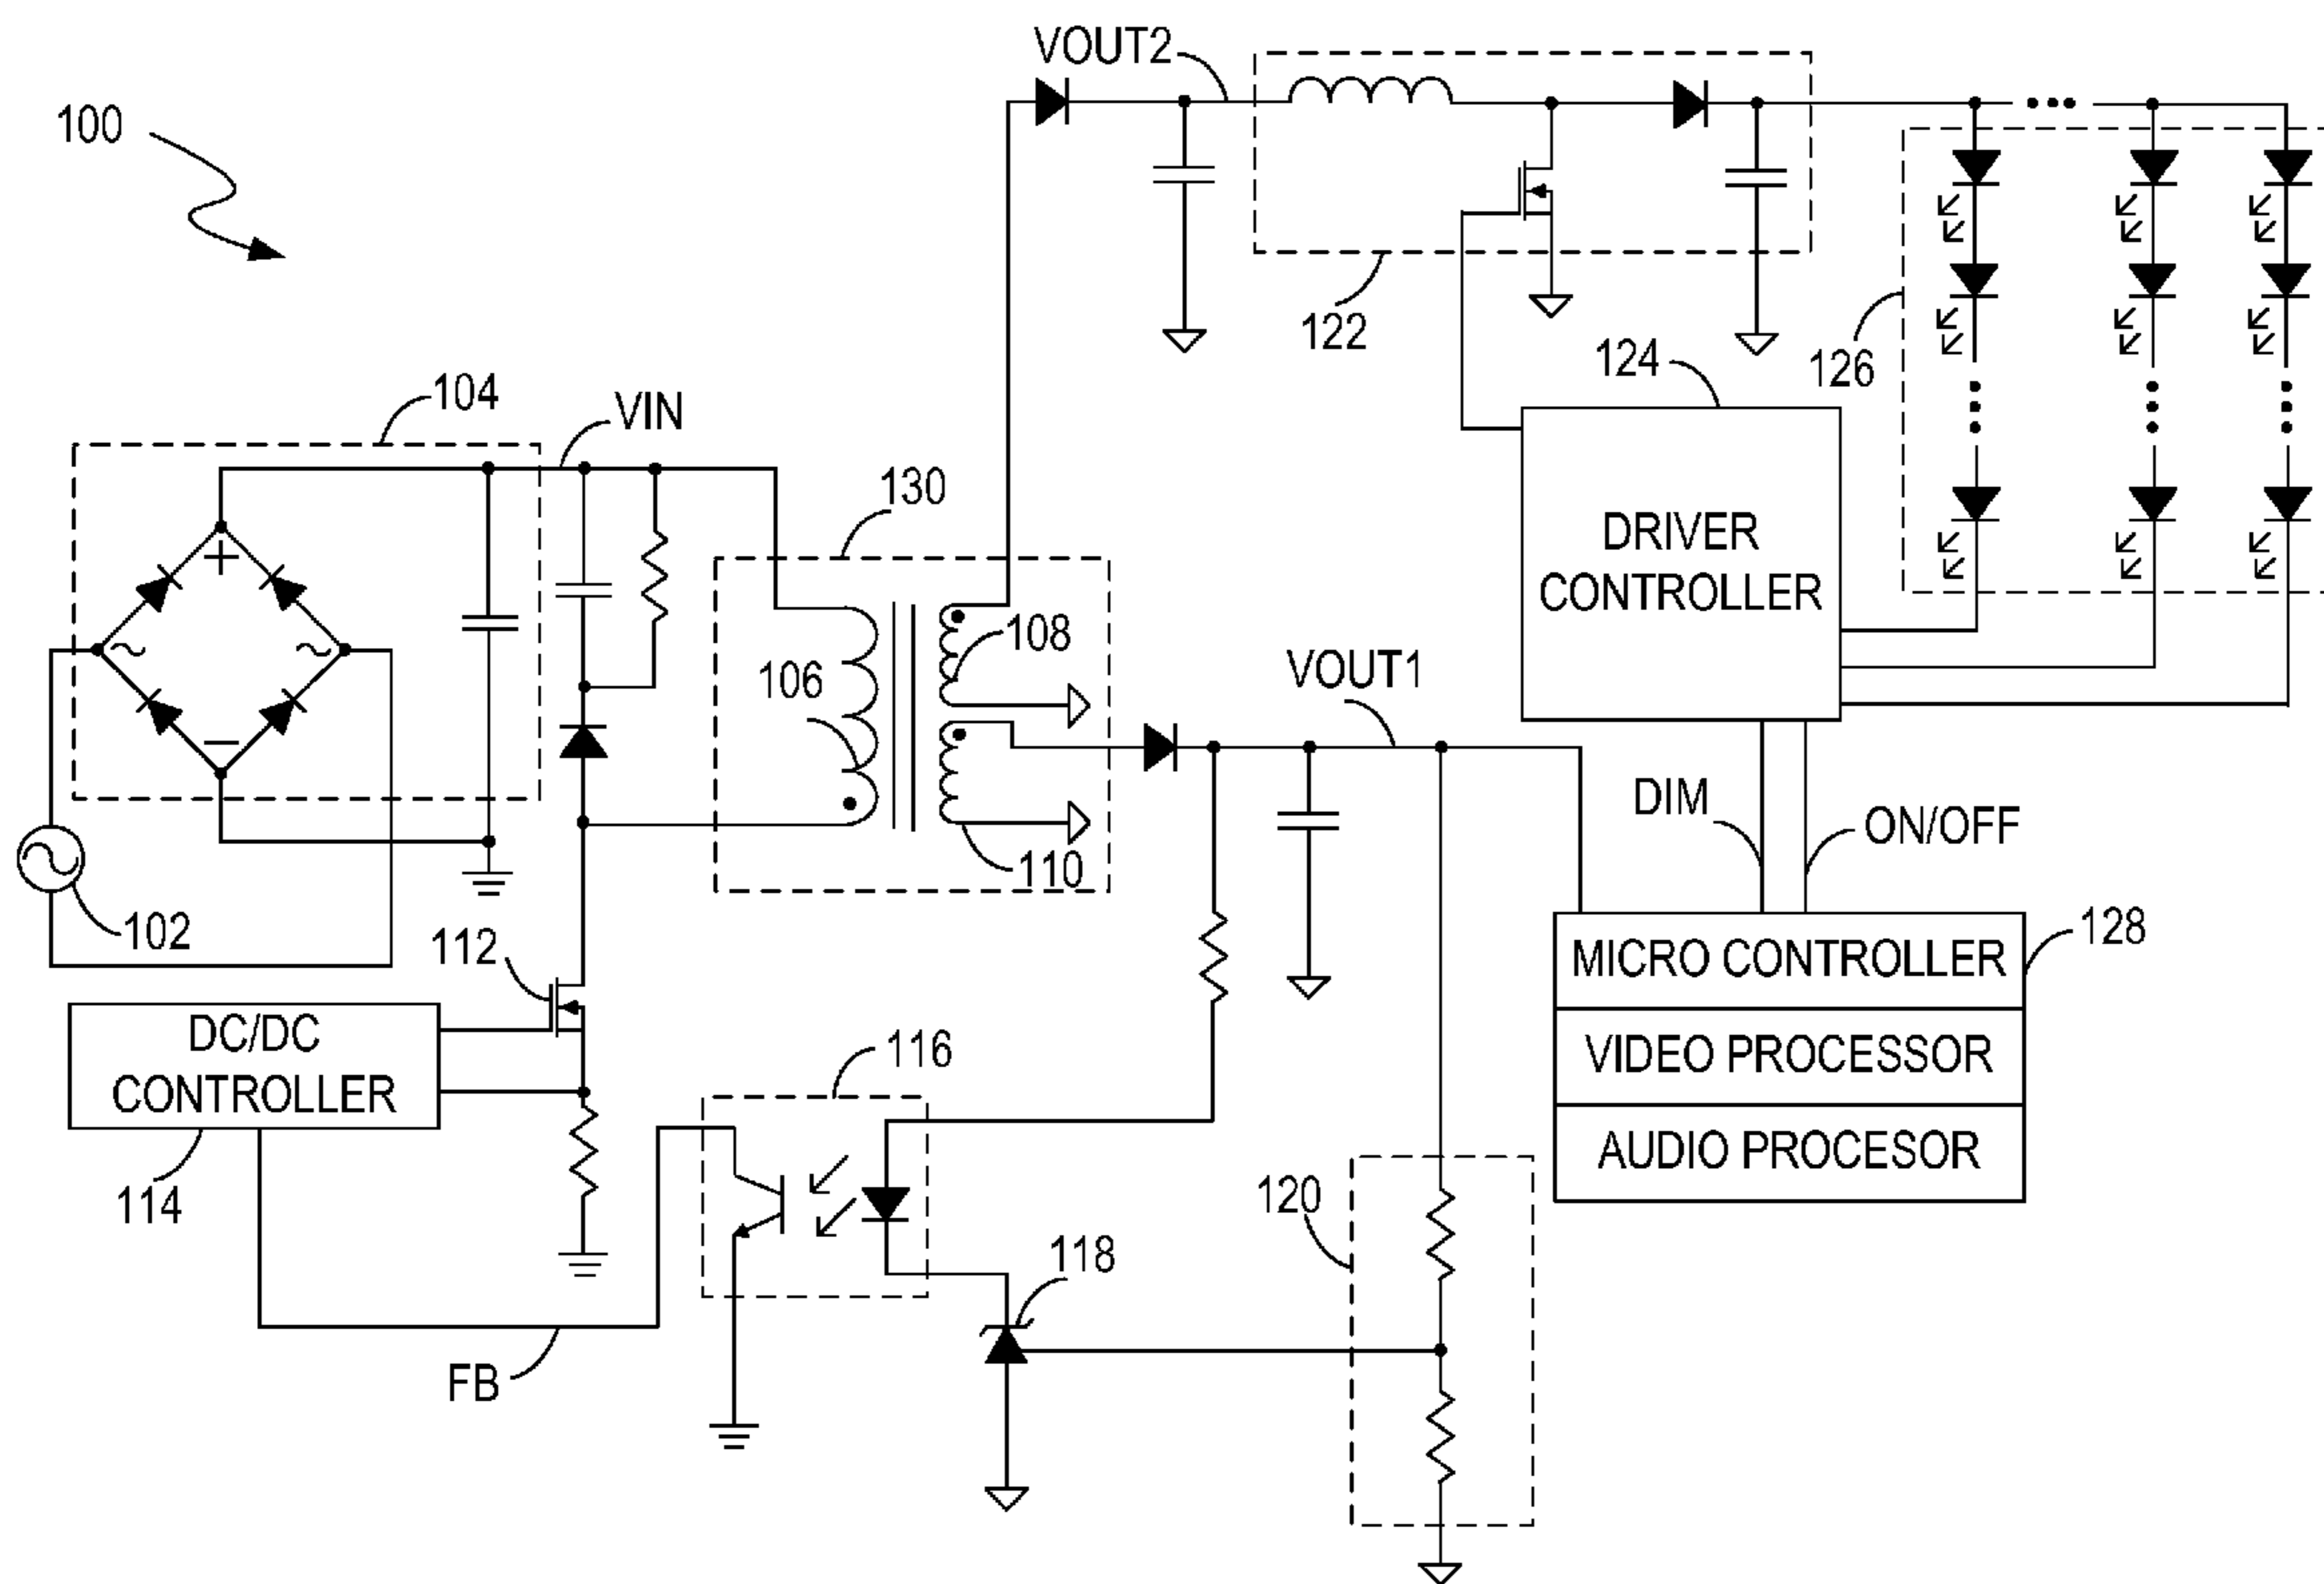 VOUT2
100
122
124
126
104
VIN
130
DRIVER
CONTROLLER
108
106
VOUT1
110
DIM
ON/OFF
102
112
128
MICRO CONTROLLER
VIDEO PROCESSOR
AUDIO PROCESOR
DC/DC
CONTROLLER
116
114
120
118
FB
+
−